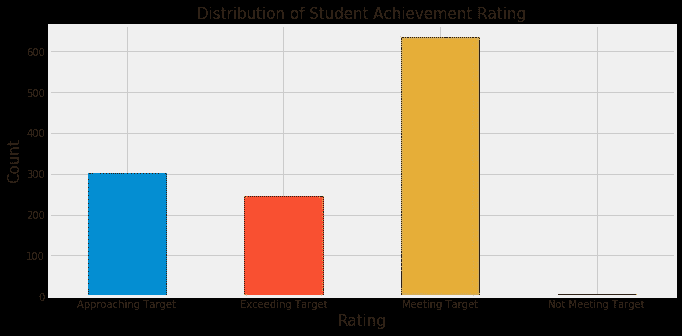 Distribution of Student Achievement Rating
Count
600
500
400
300
200
100
0
Approaching Target
Exceeding Target
Meeting Target
Not Meeting Target
Rating